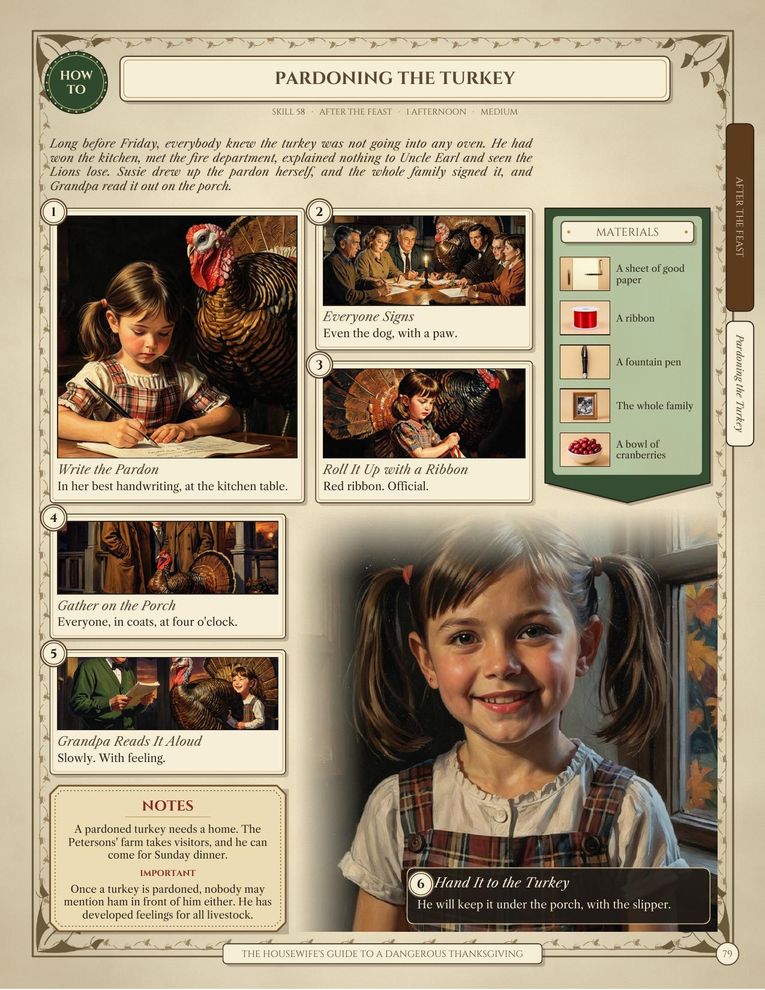 HOW
TO
PARDONING THE TURKEY
SKILL 58 · AFTER THE FEAST · 1 AFTERNOON · MEDIUM
Long before Friday, everybody knew the turkey was not going into any oven. He had
won the kitchen, met the fire department, explained nothing to Uncle Earl and seen the
Lions lose. Susie drew up the pardon herself, and the whole family signed it, and
Grandpa read it out on the porch.
1
Write the Pardon
In her best handwriting, at the kitchen table.
2
Everyone Signs
Even the dog, with a paw.
3
Roll It Up with a Ribbon
Red ribbon. Official.
MATERIALS
A sheet of good
paper
A ribbon
A fountain pen
The whole family
A bowl of
cranberries
AFTER THE FEAST
Pardoning the Turkey
4
Gather on the Porch
Everyone, in coats, at four o'clock.
5
Grandpa Reads It Aloud
Slowly. With feeling.
NOTES
A pardoned turkey needs a home. The
Petersons' farm takes visitors, and he can
come for Sunday dinner.
IMPORTANT
Once a turkey is pardoned, nobody may
mention ham in front of him either. He has
developed feelings for all livestock.
6
Hand It to the Turkey
He will keep it under the porch, with the slipper.
THE HOUSEWIFE'S GUIDE TO A DANGEROUS THANKSGIVING
79